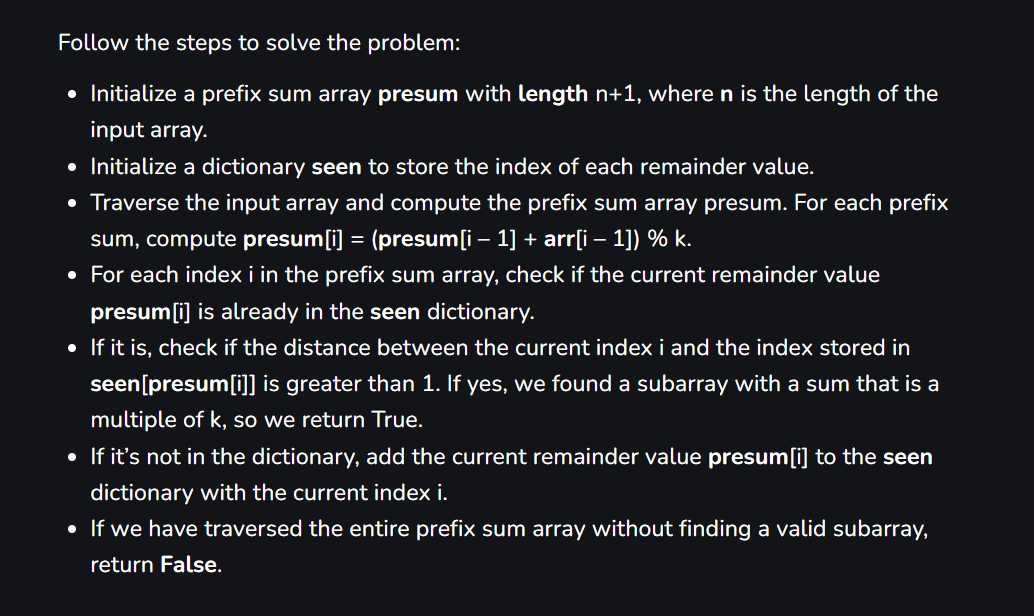 Follow the steps to solve the problem:
• Initialize a prefix sum array presum with length n+1, where n is the length of the
input array.
• Initialize a dictionary seen to store the index of each remainder value.
• Traverse the input array and compute the prefix sum array presum. For each prefix
sum, compute presum[i] = (presum[i – 1] + arr[i – 1]) % k.
• For each index i in the prefix sum array, check if the current remainder value
presum[i] is already in the seen dictionary.
• If it is, check if the distance between the current index i and the index stored in
seen[presum[i]] is greater than 1. If yes, we found a subarray with a sum that is a
multiple of k, so we return True.
• If it’s not in the dictionary, add the current remainder value presum[i] to the seen
dictionary with the current index i.
• If we have traversed the entire prefix sum array without finding a valid subarray,
return False.